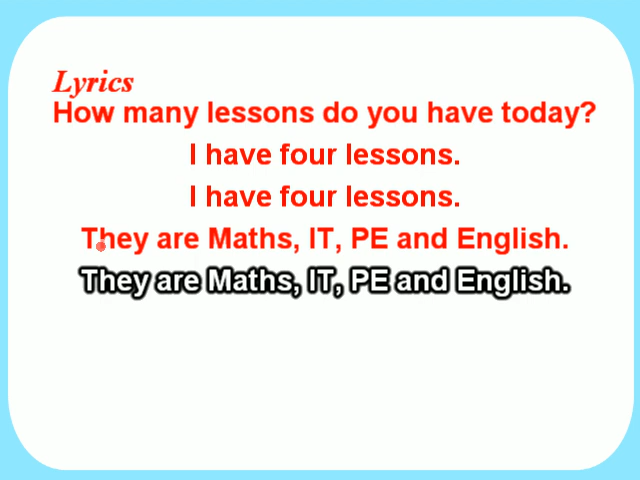 Lyrics
How many lessons do you have today?
I have four lessons.
I have four lessons.
They are Maths, IT, PE and English.
They are Maths, IT, PE and English.